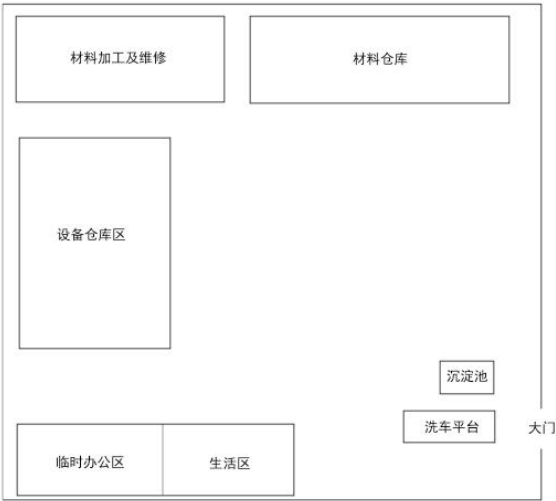 材料加工及维修
材料仓库
设备仓库区
沉淀池
洗车平台
大门
临时办公区
生活区